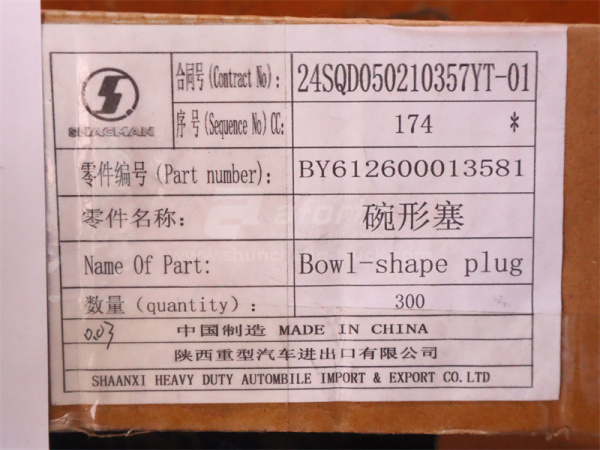 SHACMAN
合同号(Contract No): 24SQD050210357YT-01
序号(Sequence No)CC: 174 *
零件编号(Part number): BY612600013581
零件名称: 碗形塞
Name Of Part: Bowl-shape plug
数量(quantity): 300
0.03
中国制造 MADE IN CHINA
陕西重型汽车进出口有限公司
SHAANXI HEAVY DUTY AUTOMBILE IMPORT & EXPORT CO.LTD